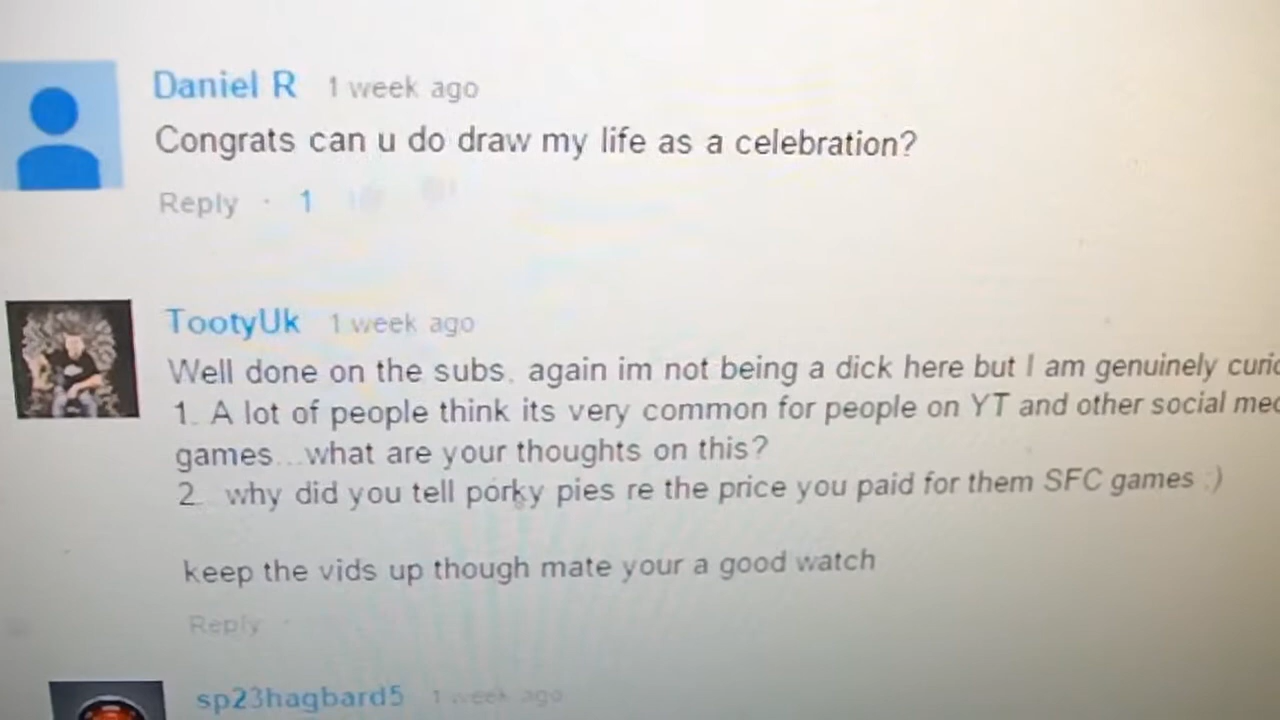 Daniel R 1 week ago
Congrats can u do draw my life as a celebration?
Reply · 1
TootyUk 1 week ago
Well done on the subs, again im not being a dick here but I am genuinely
1. A lot of people think its very common for people on YT and other social
games...what are your thoughts on this?
2. why did you tell porky pies re the price you paid for them SFC games :)
keep the vids up though mate your a good watch
Reply ·
sp23hagbard5 1 week ago